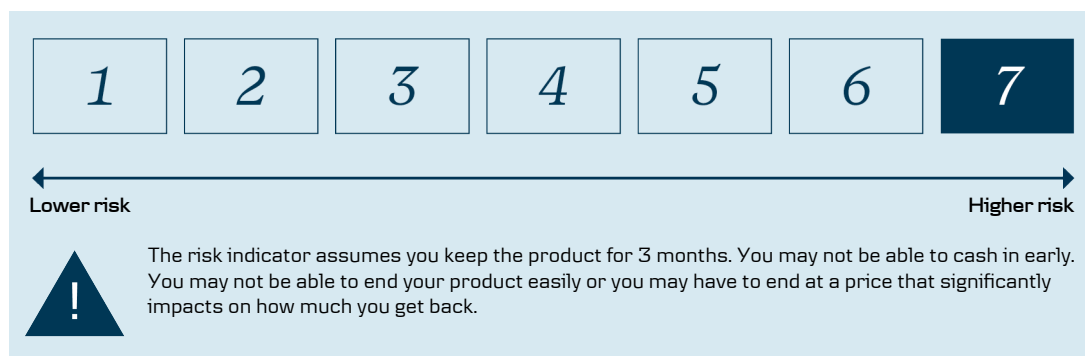 1 2 3 4 5 6 7
Lower risk Higher risk
The risk indicator assumes you keep the product for 3 months. You may not be able to cash in early.
You may not be able to end your product easily or you may have to end at a price that significantly
impacts on how much you get back.
!